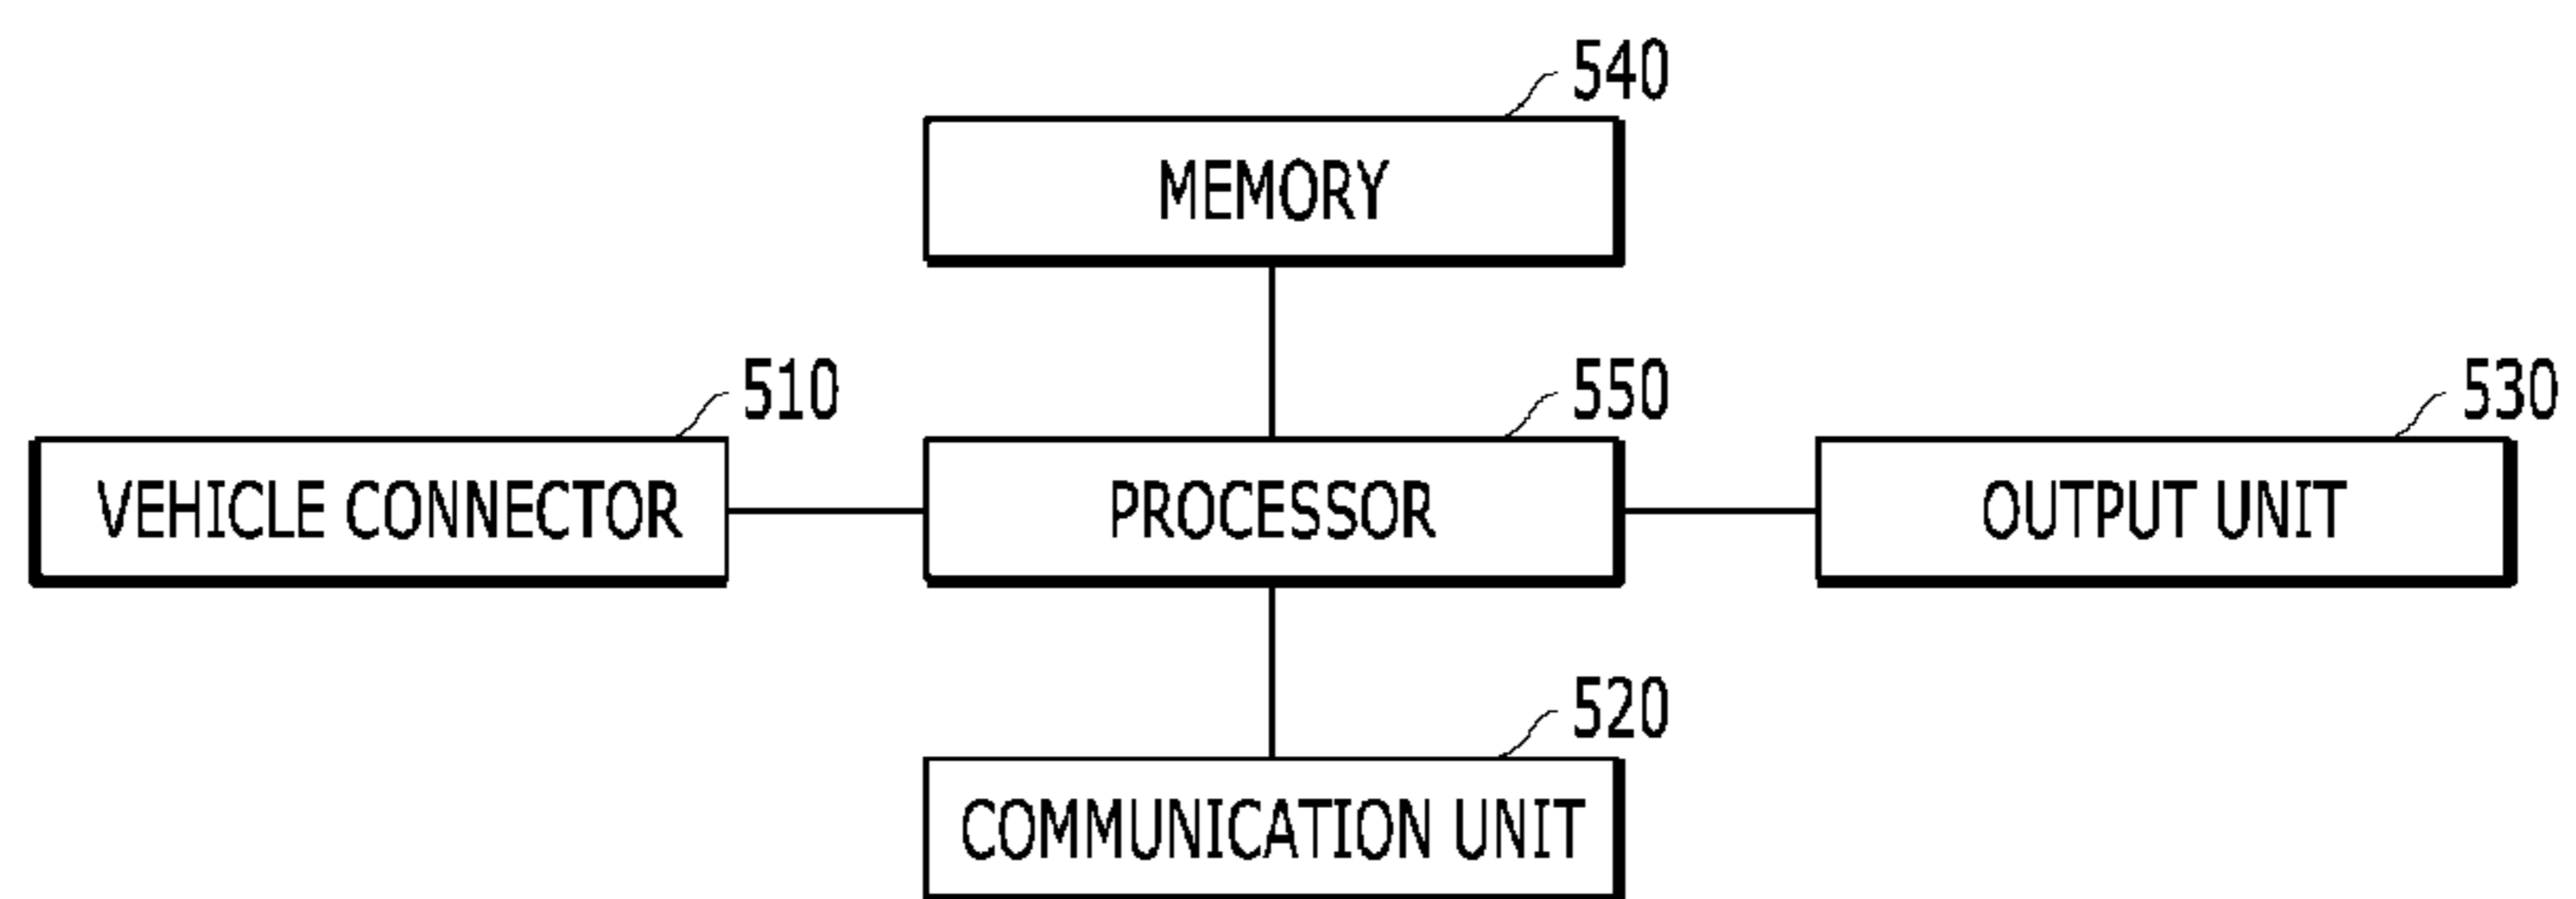 540
MEMORY
510
550
530
VEHICLE CONNECTOR
PROCESSOR
OUTPUT UNIT
520
COMMUNICATION UNIT